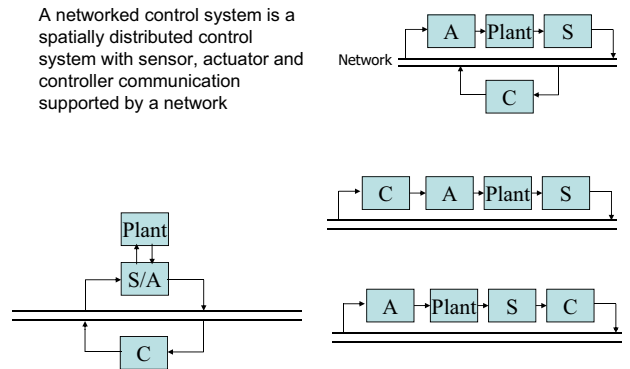 A networked control system is a
spatially distributed control
system with sensor, actuator and
controller communication
supported by a network
A Plant S
Network
C
C A Plant S
Plant
S/A
C
A Plant S C